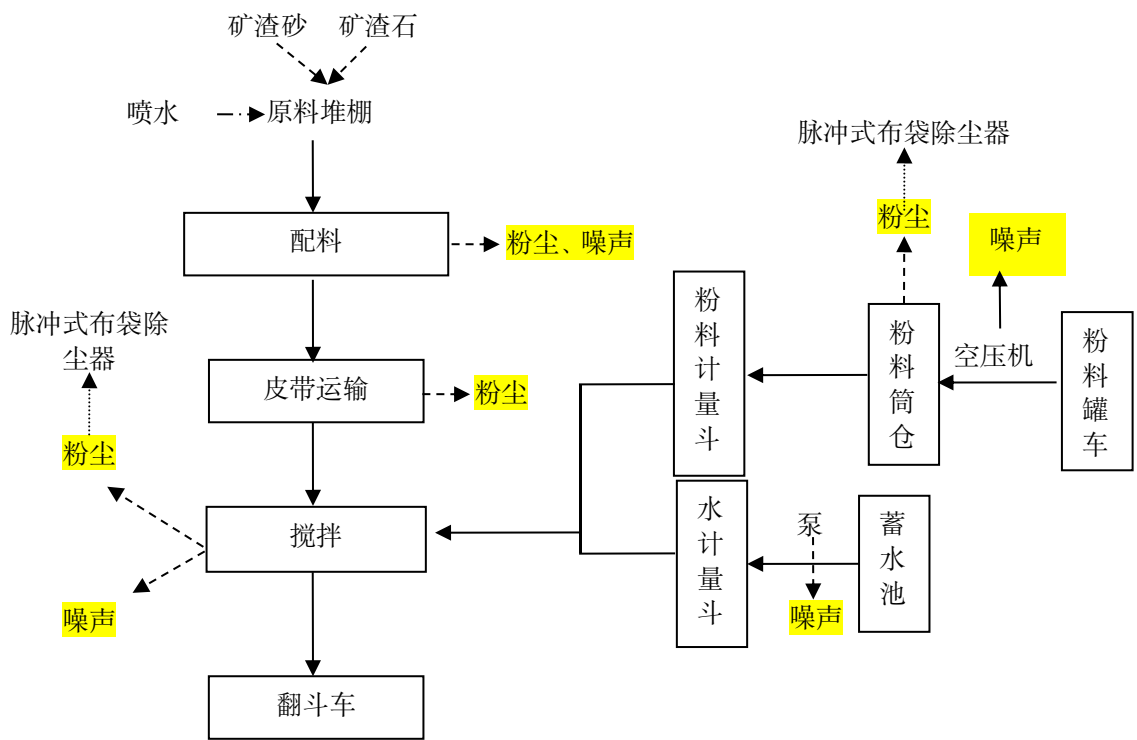 矿渣砂
矿渣石
喷水
原料堆棚
配料
粉尘、噪声
皮带运输
粉尘
脉冲式布袋除
尘器
粉尘
搅拌
噪声
翻斗车
脉冲式布袋除尘器
粉尘
噪声
粉料计量斗
粉料筒仓
空压机
粉料罐车
水计量斗
泵
噪声
蓄水池